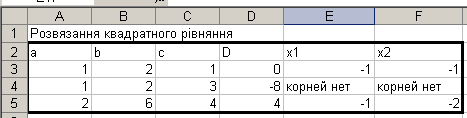 A B C D E F
1 Розвязання квадратного рівняння
2 a b c D x1 x2
3 1 2 1 0 -1 -1
4 1 2 3 -8 корней нет корней нет
5 2 6 4 4 -1 -2